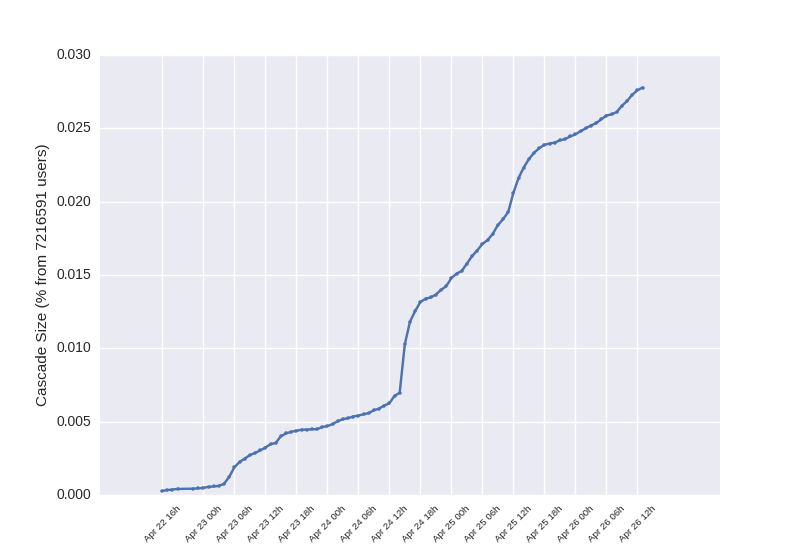 0.030
0.025
0.020
0.015
0.010
0.005
0.000
Cascade Size (% from 7216591 users)
Apr 22 16h
Apr 23 00h
Apr 23 06h
Apr 23 12h
Apr 23 18h
Apr 24 00h
Apr 24 06h
Apr 24 12h
Apr 24 18h
Apr 25 00h
Apr 25 06h
Apr 25 12h
Apr 25 18h
Apr 26 00h
Apr 26 06h
Apr 26 12h